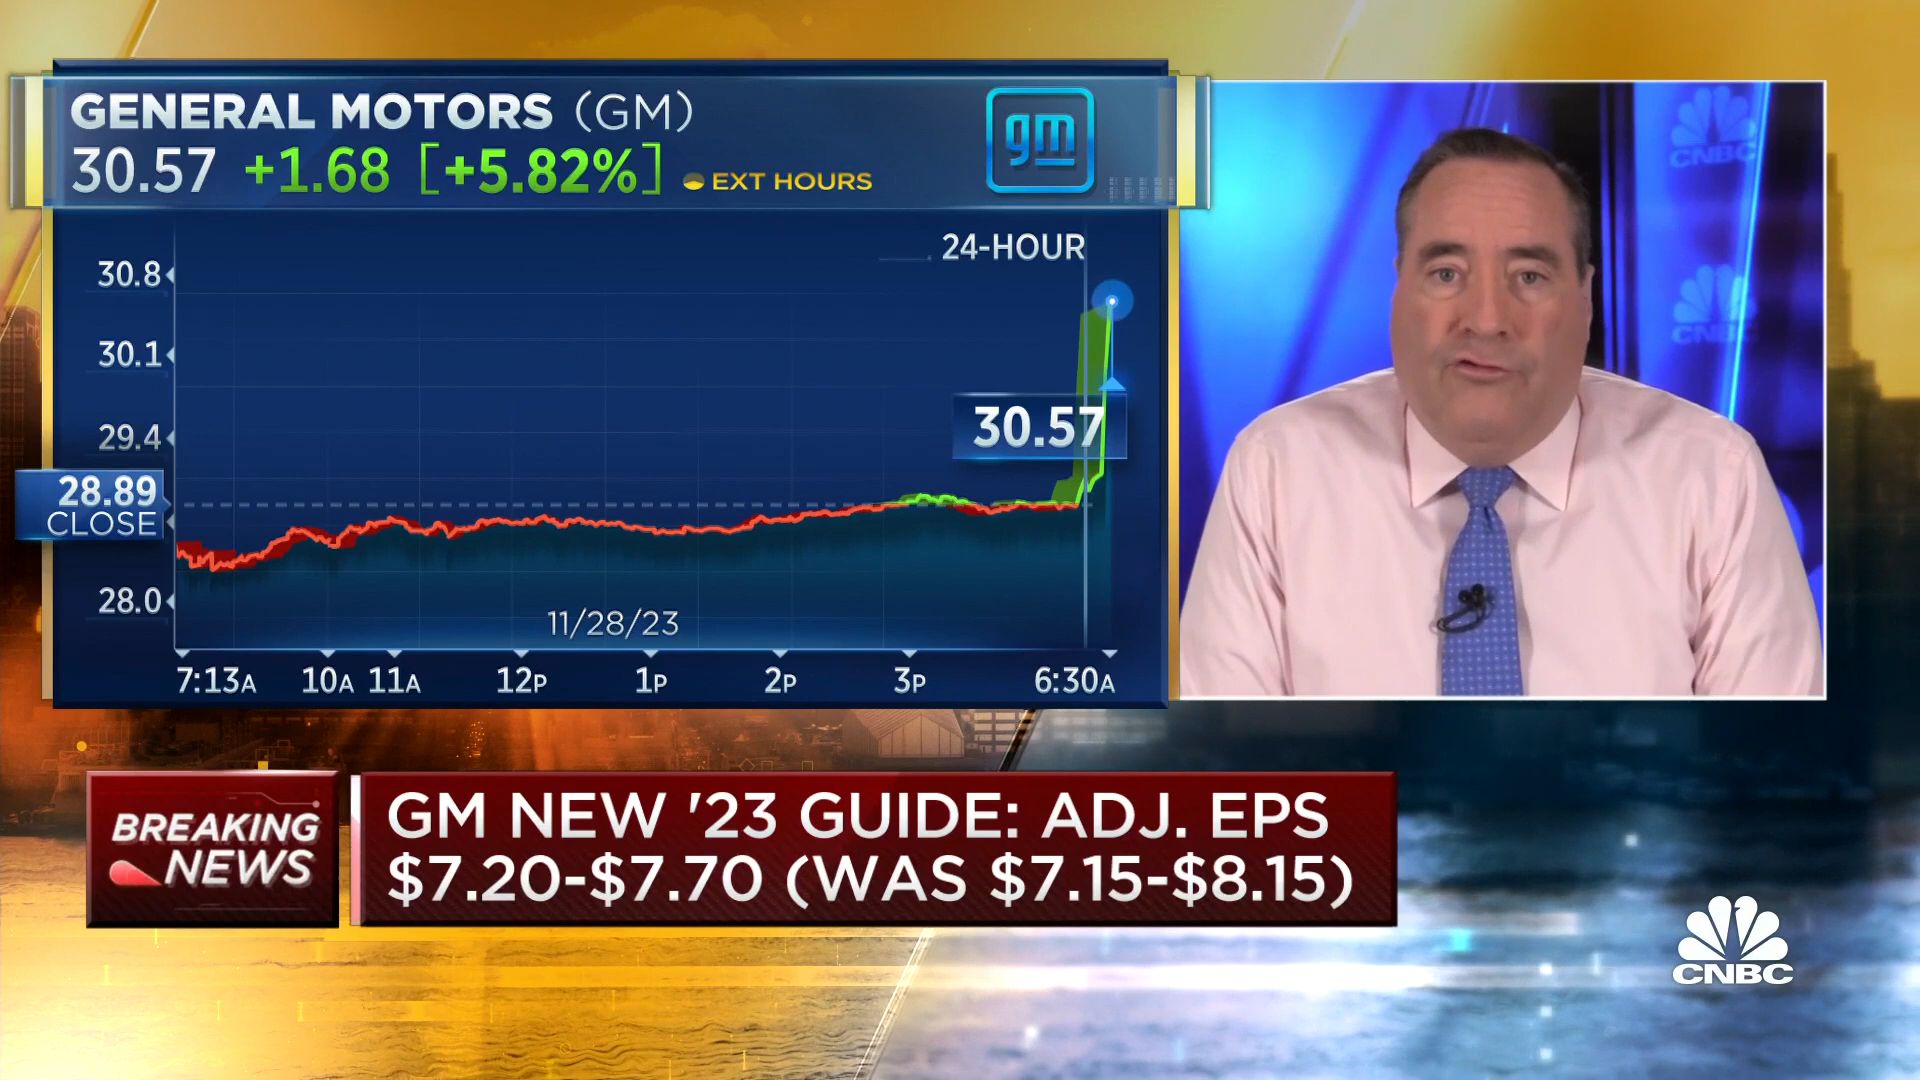 GENERAL MOTORS (GM)
30.57 +1.68 [+5.82%] EXT HOURS
gm
24-HOUR
30.8
30.1
29.4
28.89
CLOSE
28.0
30.57
11/28/23
7:13A 10A 11A 12P 1P 2P 3P 6:30A
CNBC
CNBC
BREAKING
NEWS
GM NEW '23 GUIDE: ADJ. EPS
$7.20-$7.70 (WAS $7.15-$8.15)
CNBC